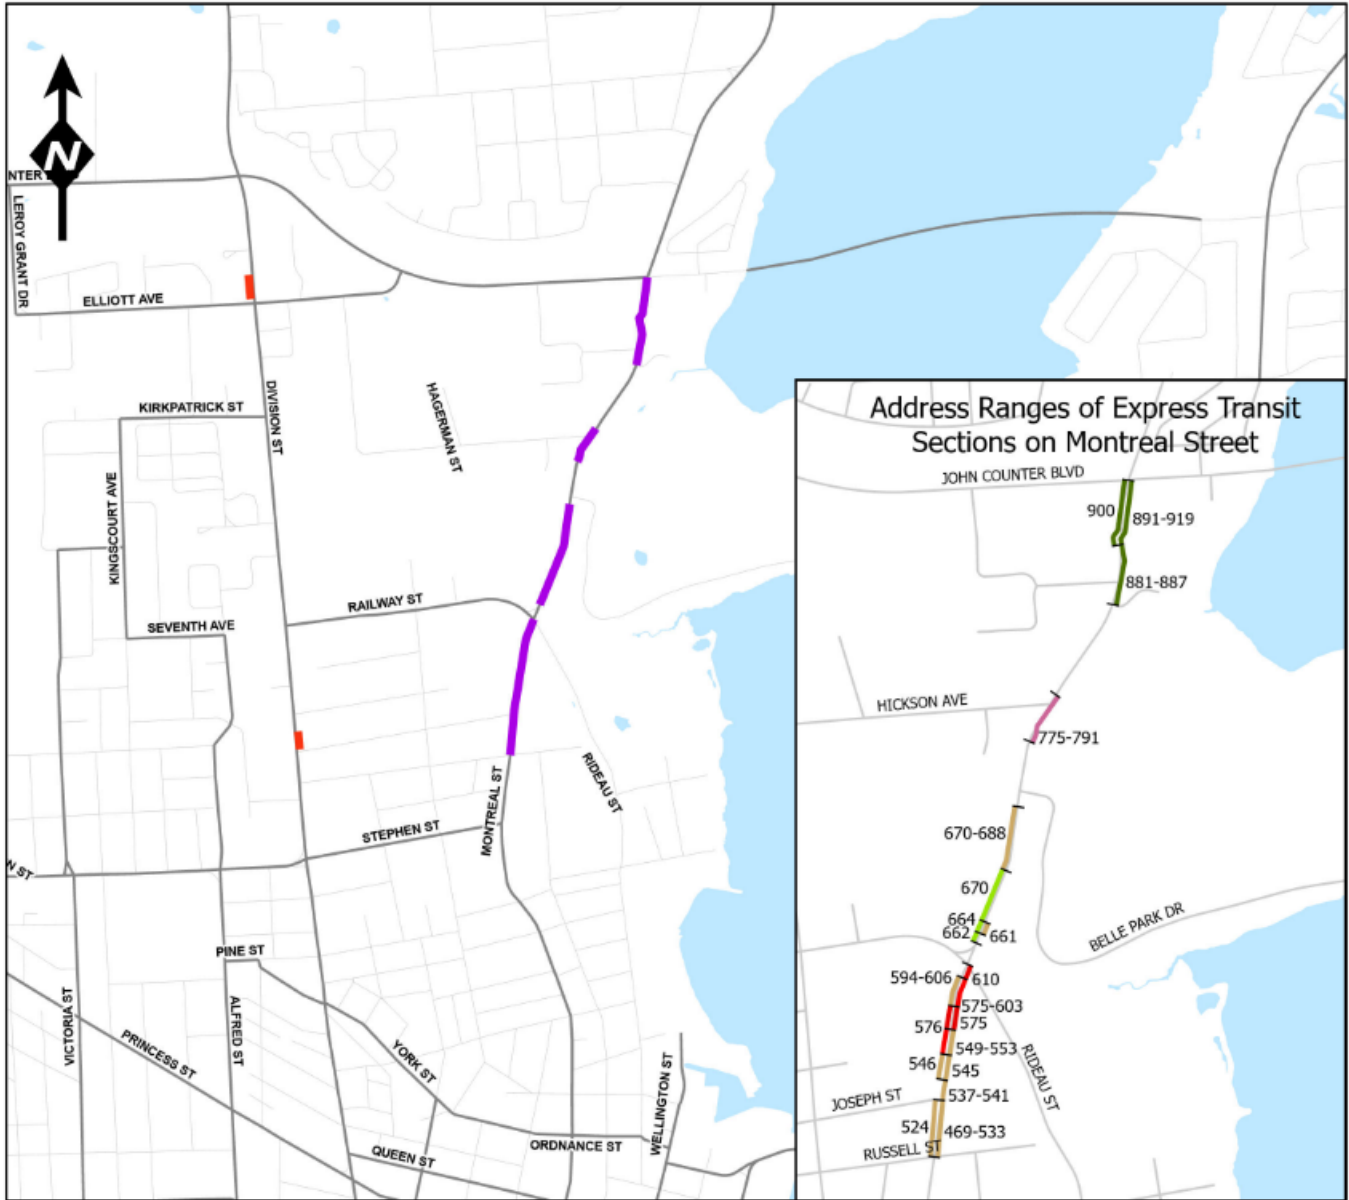 N
NTER
LEROY GRANT DR
ELLIOTT AVE
KIRKPATRICK ST
DIVISION ST
HAGERMAN ST
KINGSCOURT AVE
SEVENTH AVE
RAILWAY ST
RIDEAU ST
MONTREAL ST
STEPHEN ST
N ST
PINE ST
VICTORIA ST
ALFRED ST
PRINCESS ST
YORK ST
WELLINGTON ST
ORDNANCE ST
QUEEN ST
Address Ranges of Express Transit
Sections on Montreal Street
JOHN COUNTER BLVD
900
891-919
881-887
HICKSON AVE
775-791
670-688
670
664
662
661
BELLE PARK DR
594-606
610
575-603
576
575
549-553
546
545
RIDEAU ST
537-541
JOSEPH ST
524
469-533
RUSSELL ST